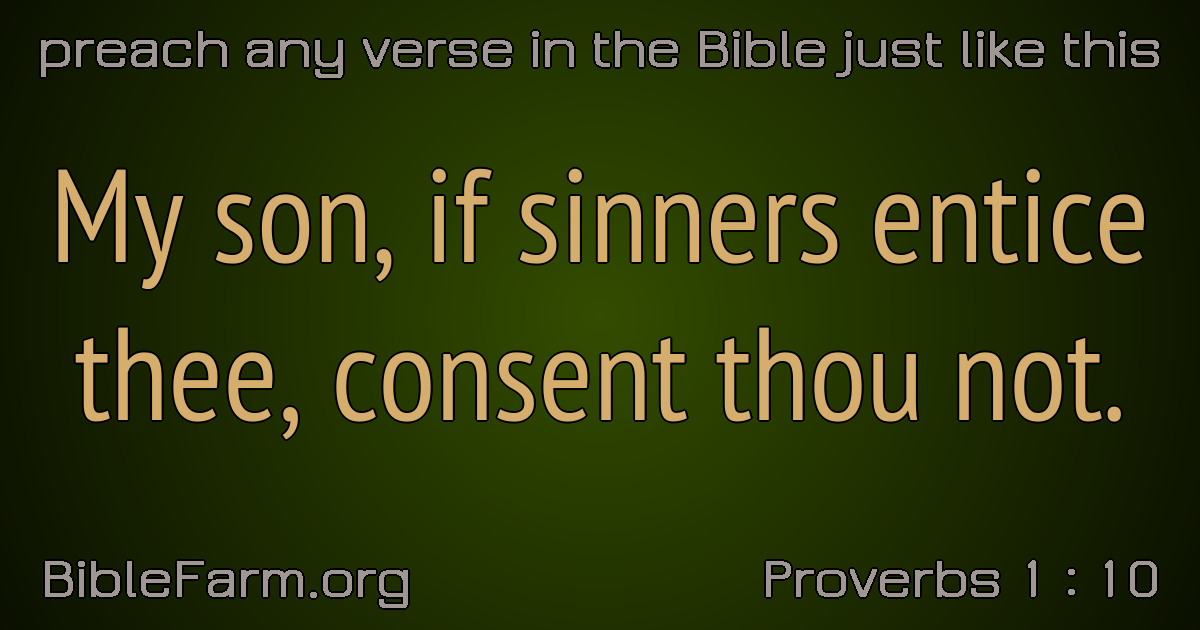 preach any verse in the Bible just like this
My son, if sinners entice
thee, consent thou not.
BibleFarm.org
Proverbs 1 : 10